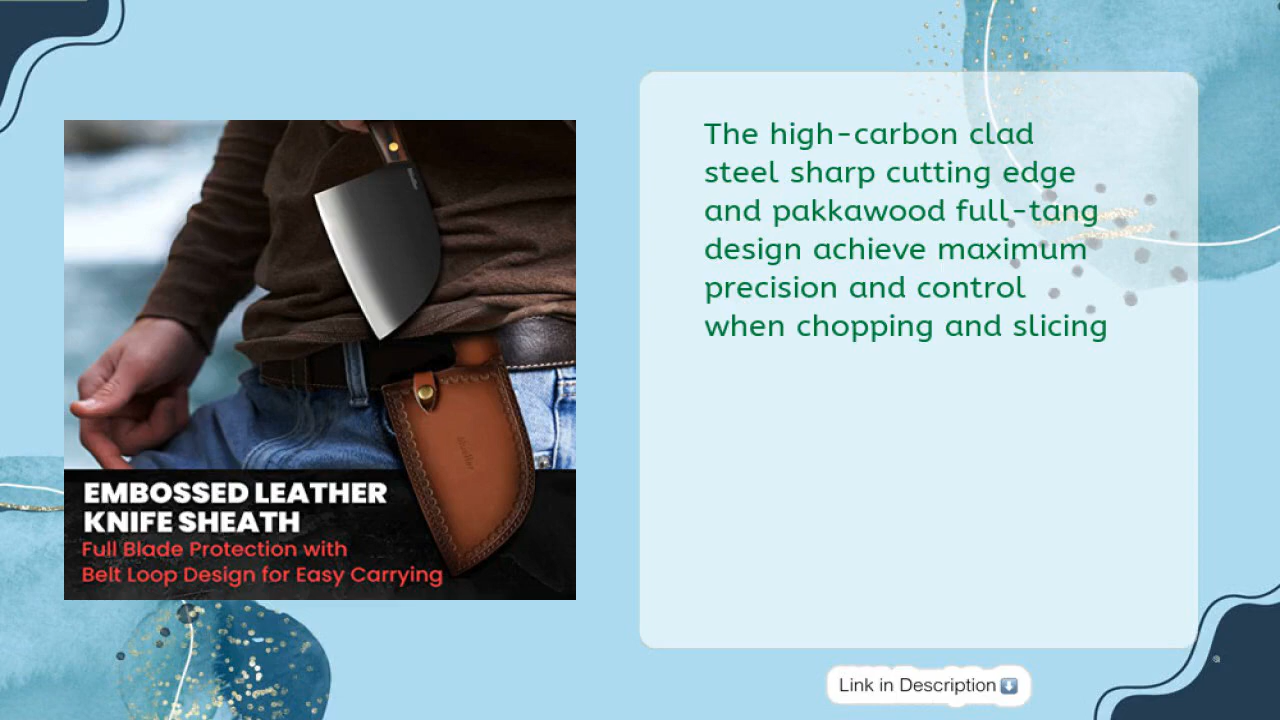 EMBOSSED LEATHER
KNIFE SHEATH
Full Blade Protection with
Belt Loop Design for Easy Carrying
The high-carbon clad
steel sharp cutting edge
and pakkawood full-tang
design achieve maximum
precision and control
when chopping and slicing
Link in Description